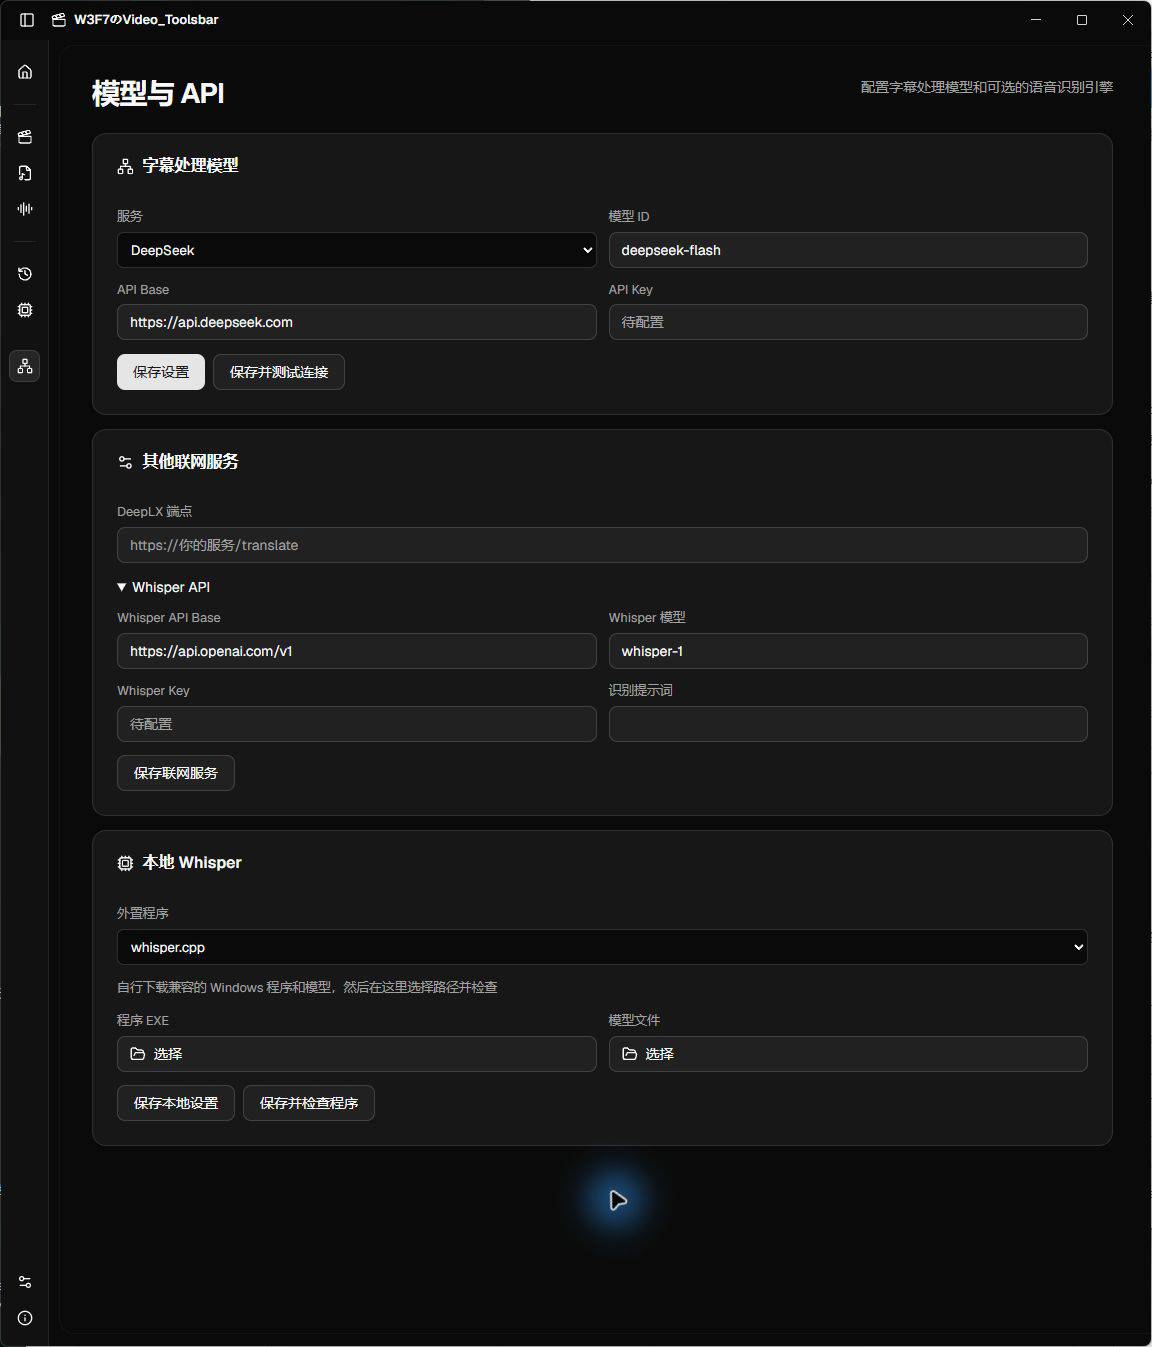 W3F7のVideo_Toolsbar
模型与 API
配置字幕处理模型和可选的语音识别引擎
字幕处理模型
服务
模型 ID
DeepSeek
deepseek-flash
API Base
API Key
https://api.deepseek.com
待配置
保存设置
保存并测试连接
其他联网服务
DeepLX 端点
https://你的服务/translate
Whisper API
Whisper API Base
Whisper 模型
https://api.openai.com/v1
whisper-1
Whisper Key
识别提示词
待配置
保存联网服务
本地 Whisper
外置程序
whisper.cpp
自行下载兼容的 Windows 程序和模型，然后在这里选择路径并检查
程序 EXE
模型文件
选择
选择
保存本地设置
保存并检查程序